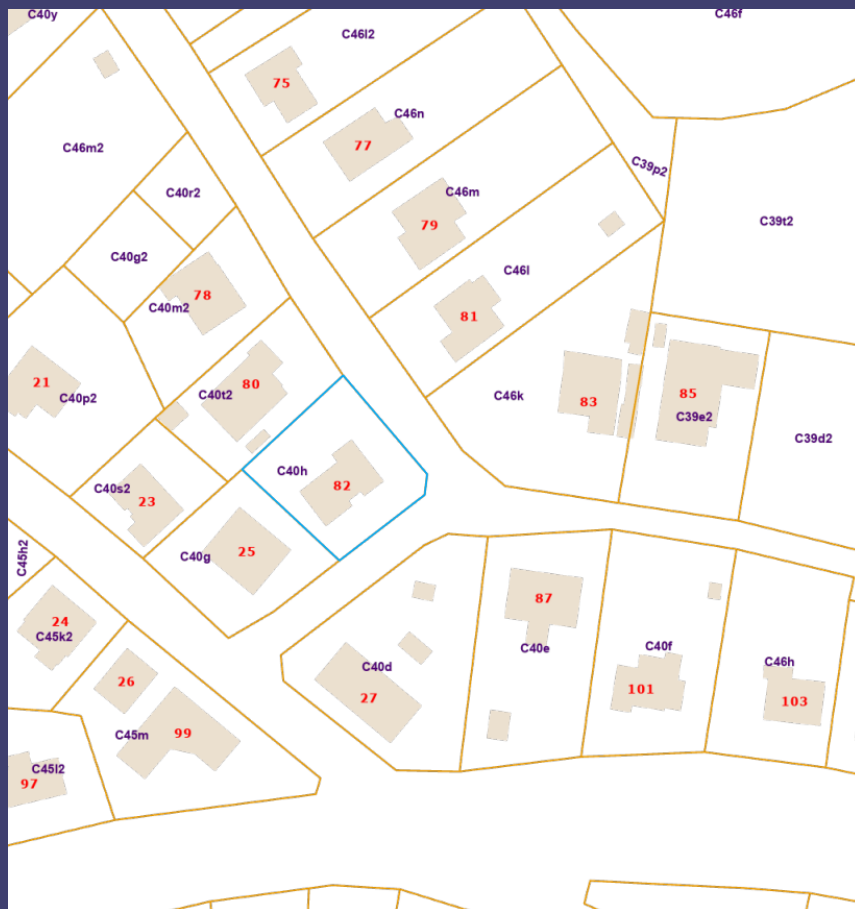 C40y
C46l2
C46f
75
C46n
77
C46m2
C39p2
C40r2
C46m
79
C39t2
C40g2
C46l
78
C40m2
81
21
C40p2
80
C40t2
C46k
83
85
C39e2
C39d2
C40h
82
C40s2
23
C45h2
C40g
25
24
C45k2
87
C40e
C40f
101
C46h
103
C40d
27
26
C45m
99
C45l2
97